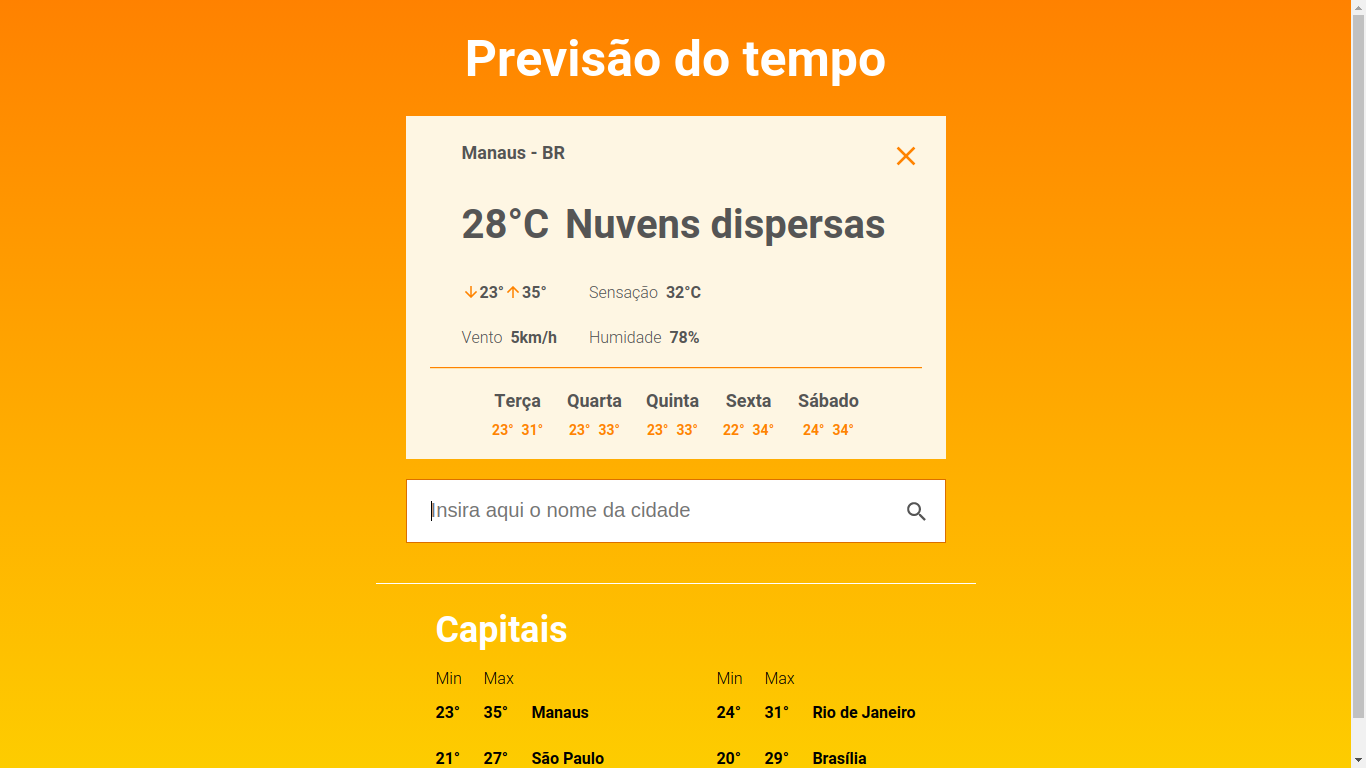 Previsão do tempo
Manaus - BR
28°C Nuvens dispersas
23° 35° Sensação 32°C
Vento 5km/h Humidade 78%
Terça Quarta Quinta Sexta Sábado
23° 31° 23° 33° 23° 33° 22° 34° 24° 34°
Insira aqui o nome da cidade
Capitais
Min Max Min Max
23° 35° Manaus 24° 31° Rio de Janeiro
21° 27° São Paulo 20° 29° Brasília